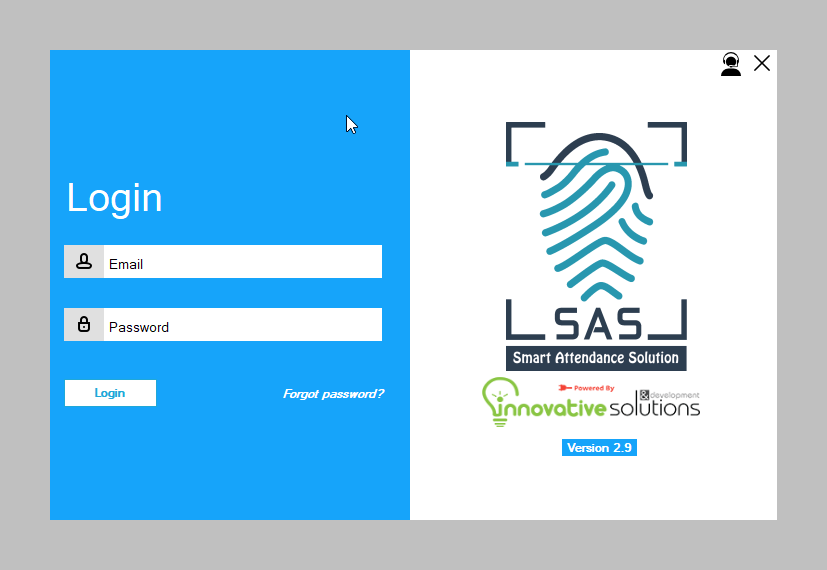 Login
Email
Password
Login
Forgot password?
SAS
Smart Attendance Solution
Powered By
& development
innovative solutions
Version 2.9